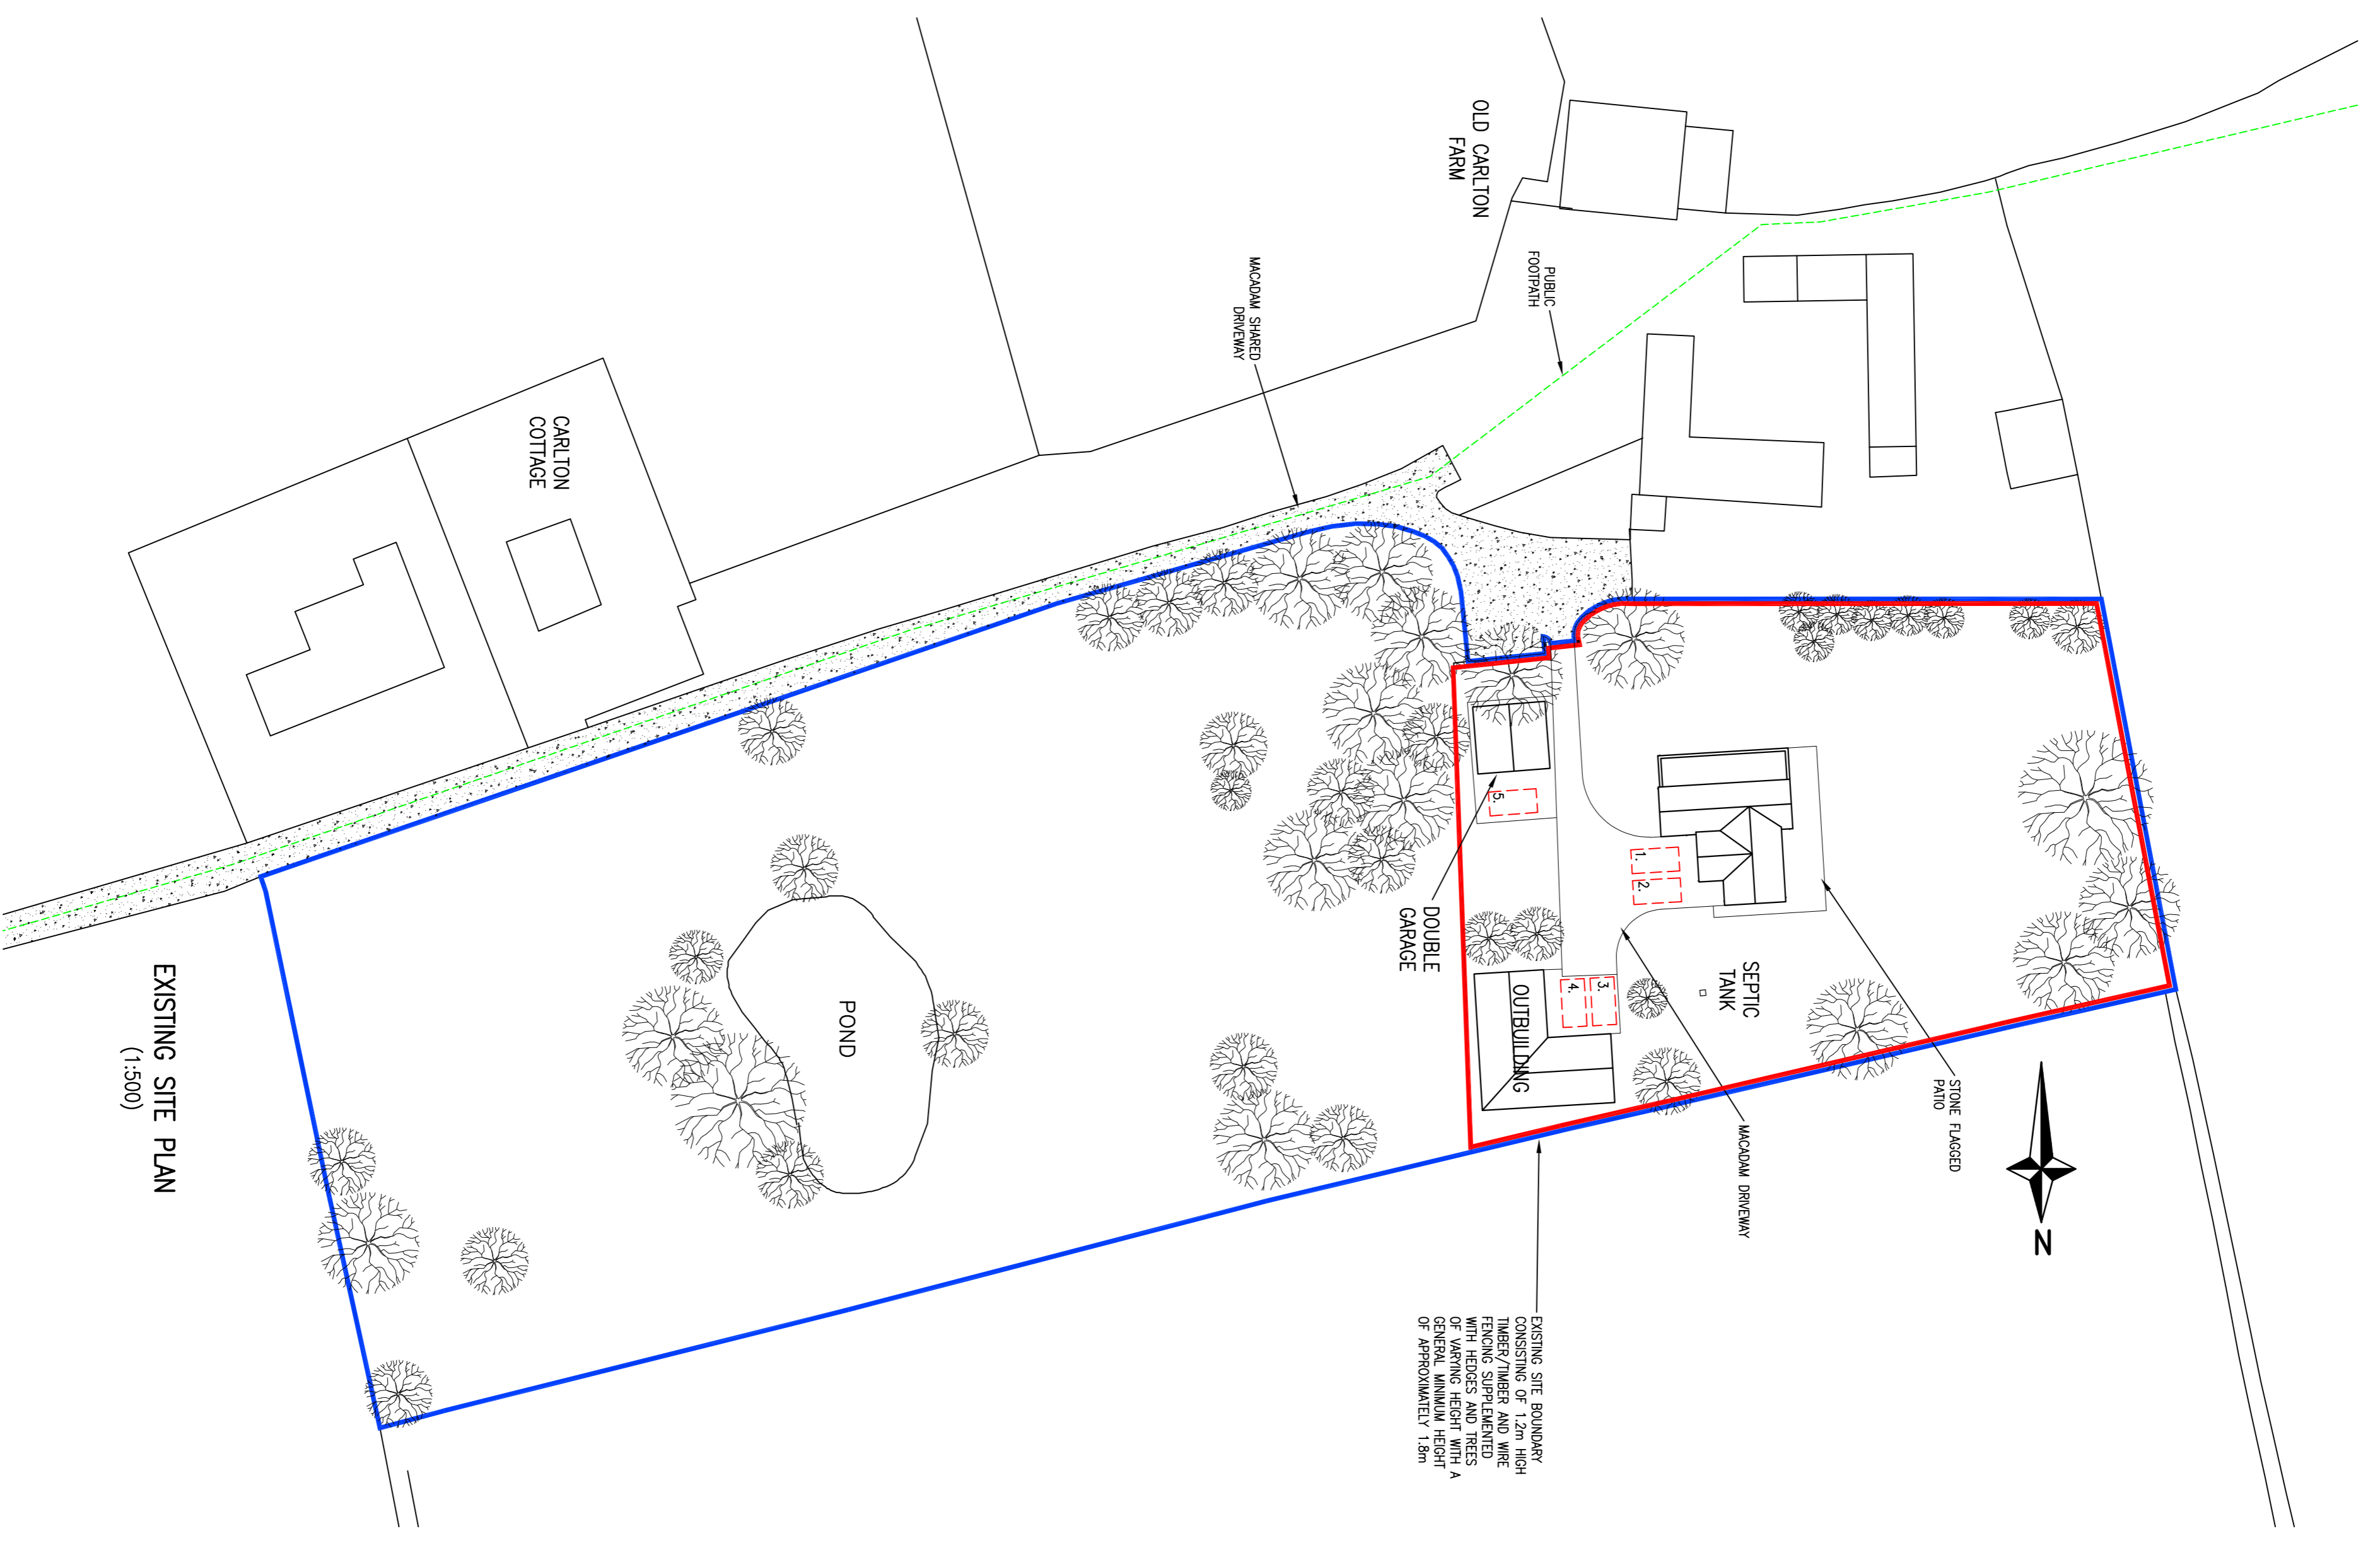 OLD CARLTON
FARM
PUBLIC
FOOTPATH
MACADAM SHARED
DRIVEWAY
CARLTON
COTTAGE
5.
1.
2.
DOUBLE
GARAGE
3.
4.
OUTBUILDING
SEPTIC
TANK
STONE FLAGGED
PATIO
MACADAM DRIVEWAY
POND
N
EXISTING SITE BOUNDARY
CONSISTING OF 1.2m HIGH
TIMBER/TIMBER AND WIRE
FENCING SUPPLEMENTED
WITH HEDGES AND TREES
OF VARYING HEIGHT WITH A
GENERAL MINIMUM HEIGHT
OF APPROXIMATELY 1.8m
EXISTING SITE PLAN
(1:500)